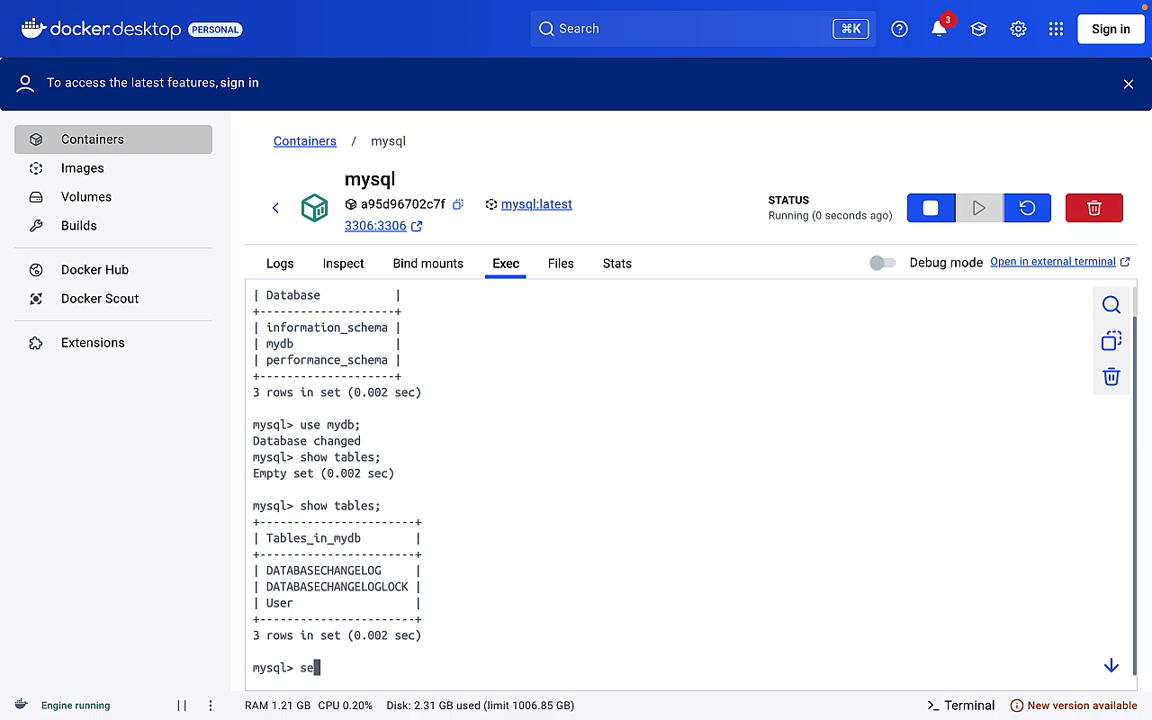 docker.desktop PERSONAL
Search
⌘K
3
Sign in
To access the latest features, sign in
Containers
Images
Volumes
Builds
Docker Hub
Docker Scout
Extensions
Containers / mysql
mysql
a95d96702c7f
mysql:latest
3306:3306
STATUS
Running (0 seconds ago)
Logs Inspect Bind mounts Exec Files Stats
Debug mode Open in external terminal
| Database           |
+--------------------+
| information_schema |
| mydb               |
| performance_schema |
+--------------------+
3 rows in set (0.002 sec)
mysql> use mydb;
Database changed
mysql> show tables;
Empty set (0.002 sec)
mysql> show tables;
+-----------------------+
| Tables_in_mydb        |
+-----------------------+
| DATABASECHANGELOG     |
| DATABASECHANGELOGLOCK |
| User                  |
+-----------------------+
3 rows in set (0.002 sec)
mysql> se
Engine running
RAM 1.21 GB CPU 0.20% Disk: 2.31 GB used (limit 1006.85 GB)
>_ Terminal
New version available